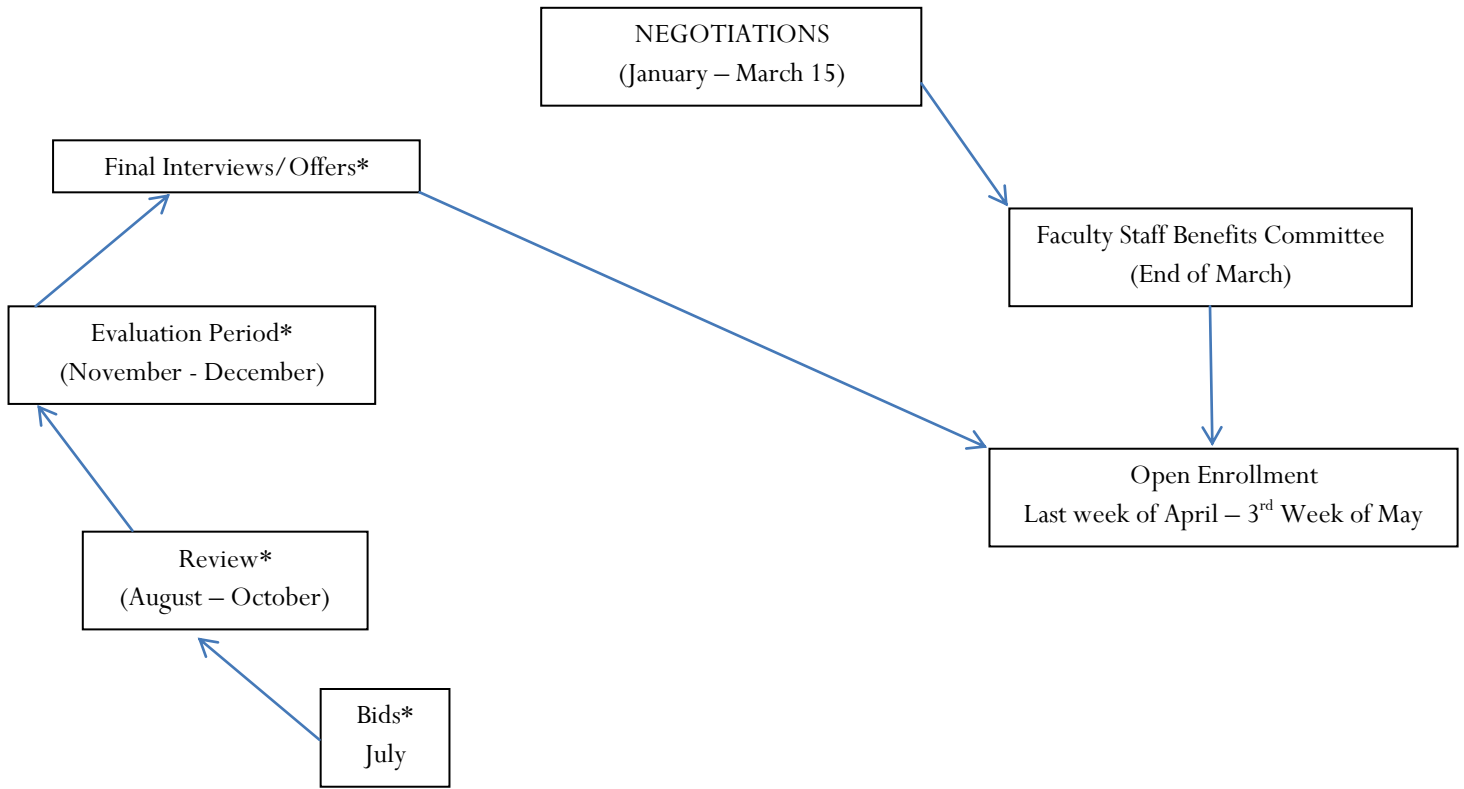 NEGOTIATIONS
(January – March 15)
Final Interviews/Offers*
Faculty Staff Benefits Committee
(End of March)
Evaluation Period*
(November - December)
Open Enrollment
Last week of April – 3rd Week of May
Review*
(August – October)
Bids*
July